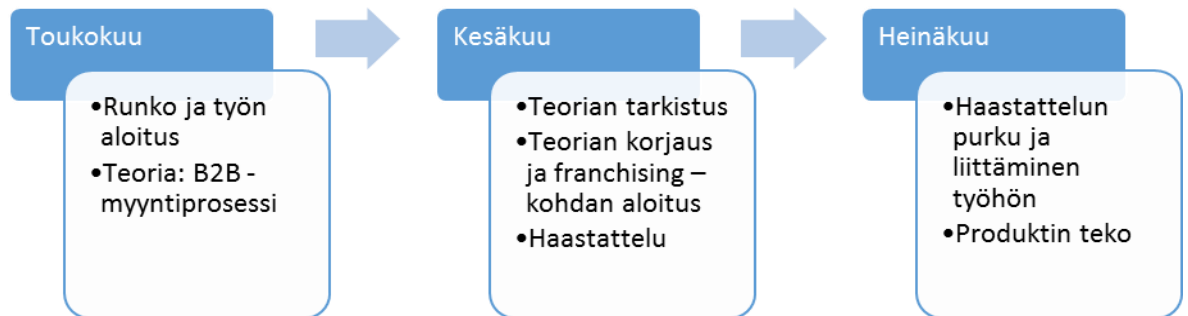 Toukokuu
•Runko ja työn
aloitus
•Teoria: B2B -
myyntiprosessi
Kesäkuu
•Teorian tarkistus
•Teorian korjaus
ja franchising –
kohdan aloitus
•Haastattelu
Heinäkuu
•Haastattelun
purku ja
liittäminen
työhön
•Produktin teko